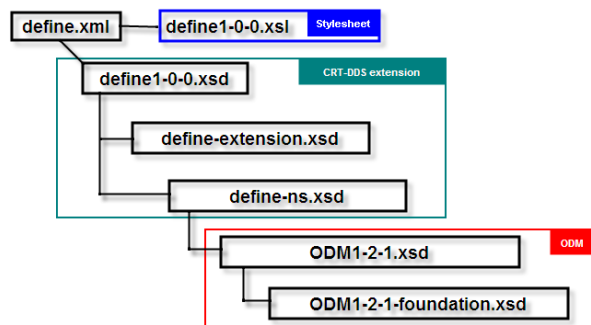 define.xml
define1-0-0.xsl
Stylesheet
define1-0-0.xsd
CRT-DDS extension
define-extension.xsd
define-ns.xsd
ODM
ODM1-2-1.xsd
ODM1-2-1-foundation.xsd